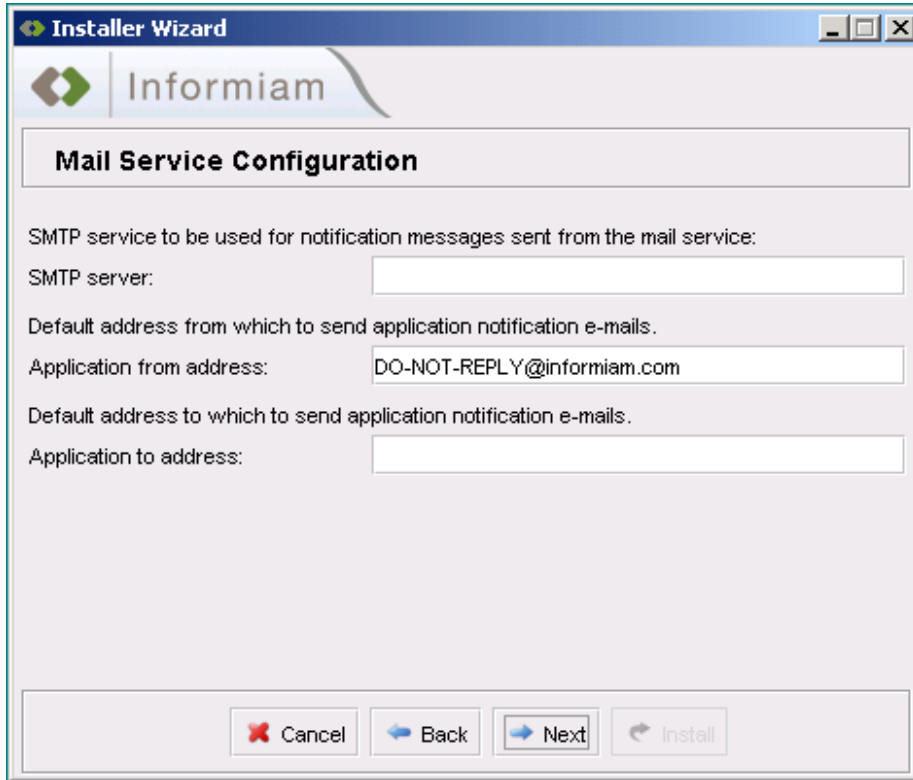 Installer Wizard
Informiam
Mail Service Configuration
SMTP service to be used for notification messages sent from the mail service:
SMTP server:
Default address from which to send application notification e-mails.
Application from address: DO-NOT-REPLY@informiam.com
Default address to which to send application notification e-mails.
Application to address:
Cancel Back Next Install